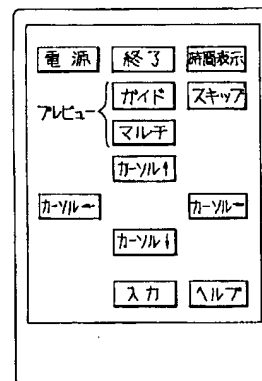 電源 終了 時間表示
プレビュー ガイド スキップ
マルチ
カーソル↑
カーソル← カーソル→
カーソル↓
入力 ヘルプ